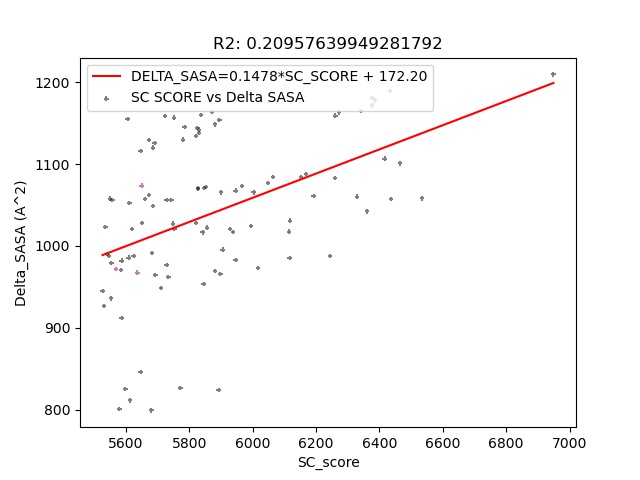 R2: 0.20957639949281792
DELTA_SASA=0.1478*SC_SCORE + 172.20
SC SCORE vs Delta SASA
Delta_SASA (A^2)
1200
1100
1000
900
800
5600 5800 6000 6200 6400 6600 6800 7000
SC_score